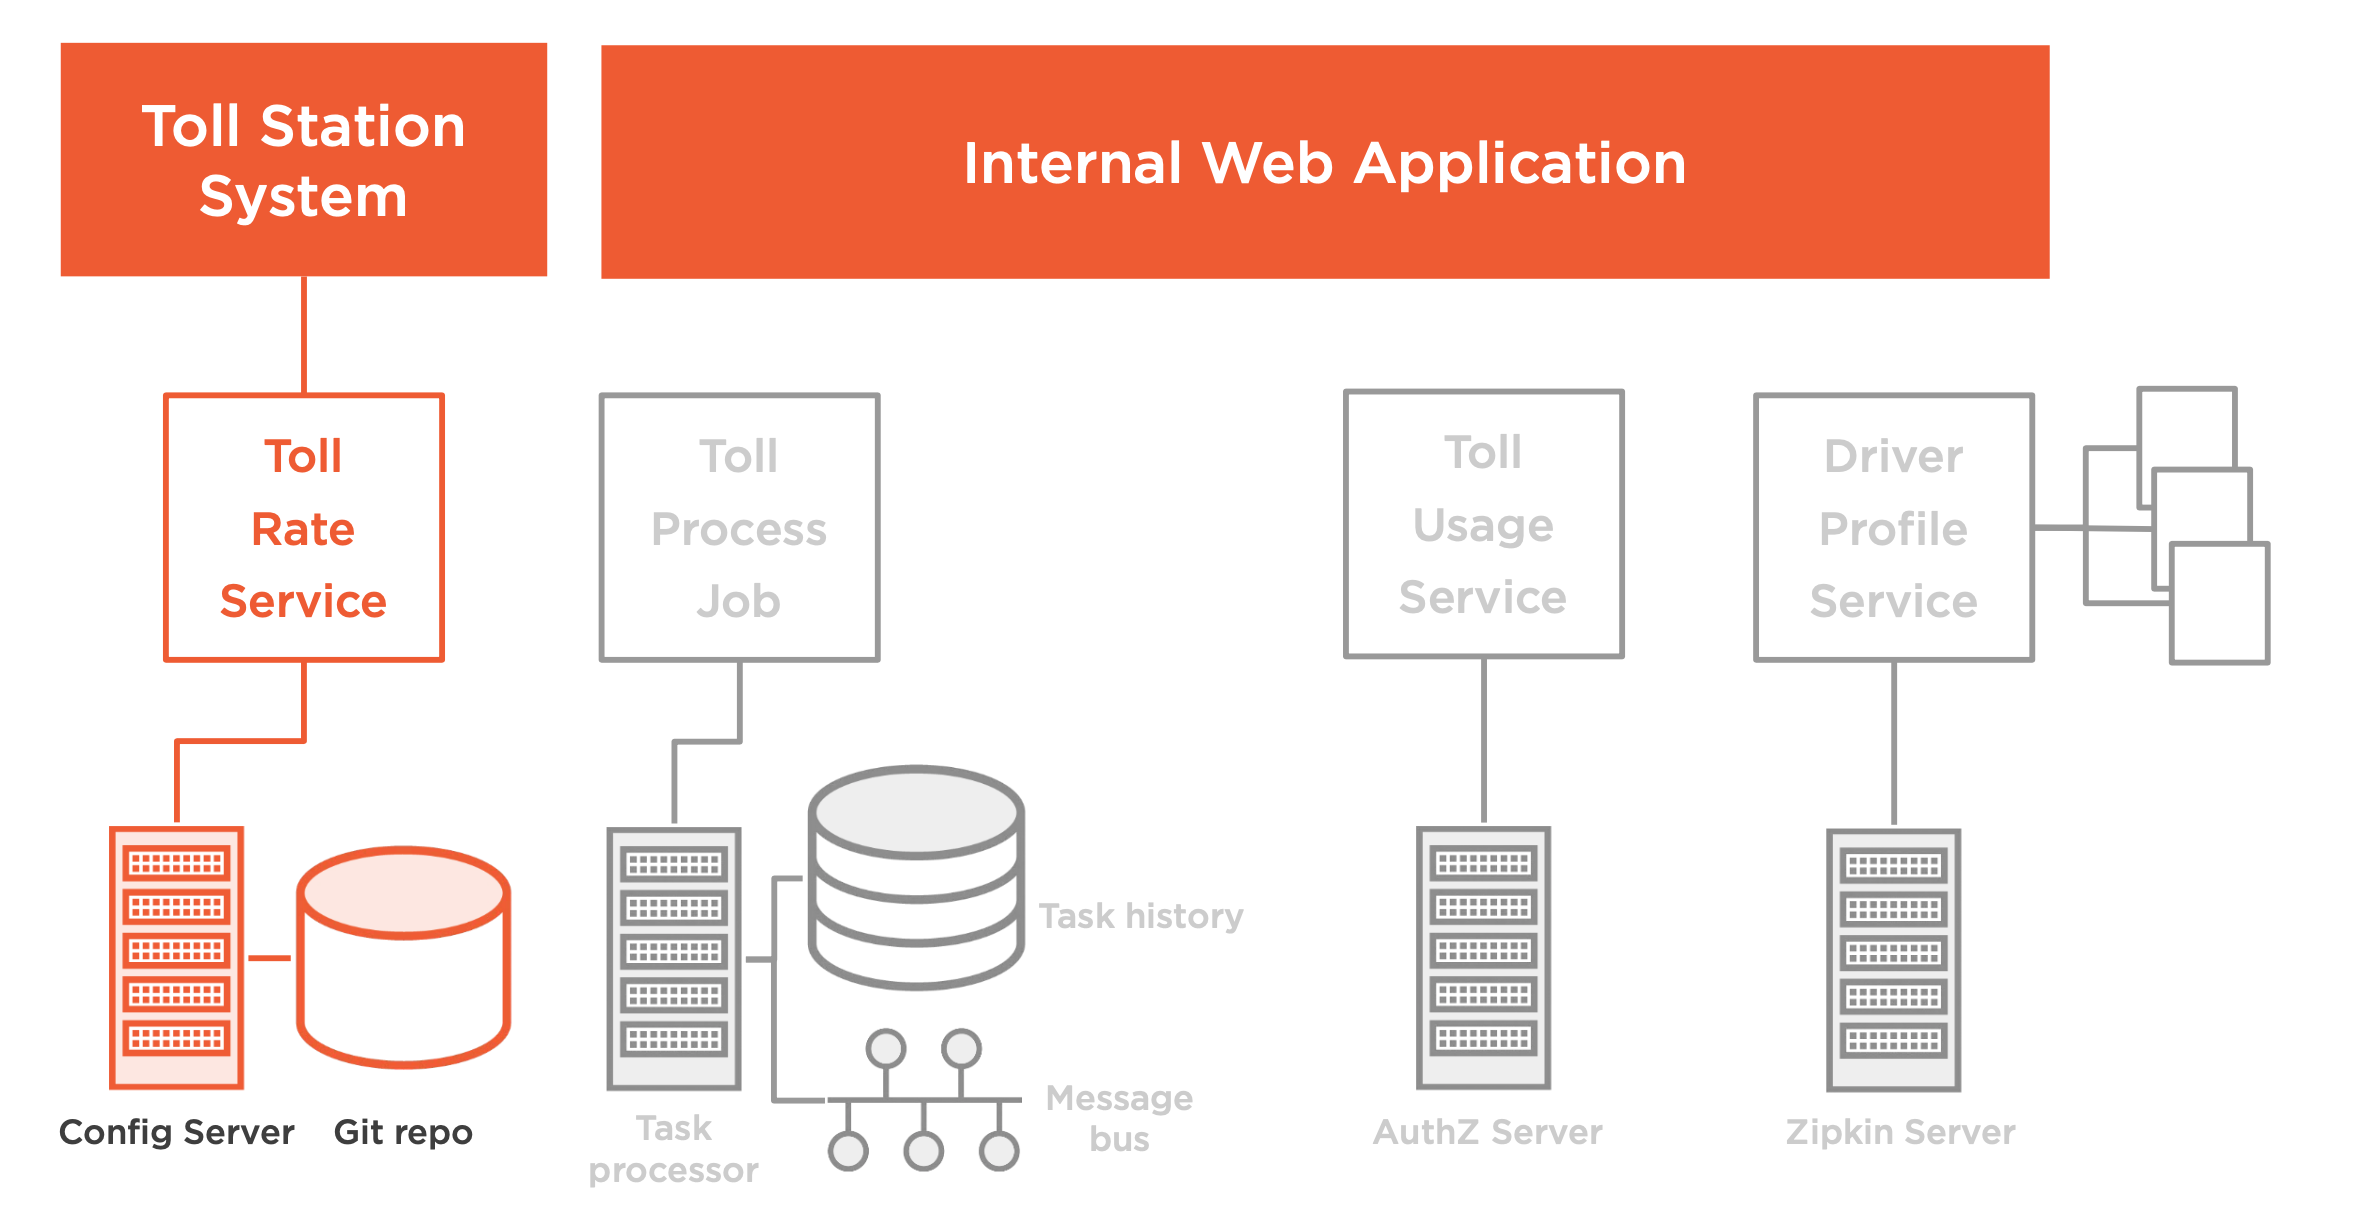 Toll Station
System
Internal Web Application
Toll
Rate
Service
Toll
Process
Job
Toll
Usage
Service
Driver
Profile
Service
Task history
Message
bus
Config Server
Git repo
Task
processor
AuthZ Server
Zipkin Server